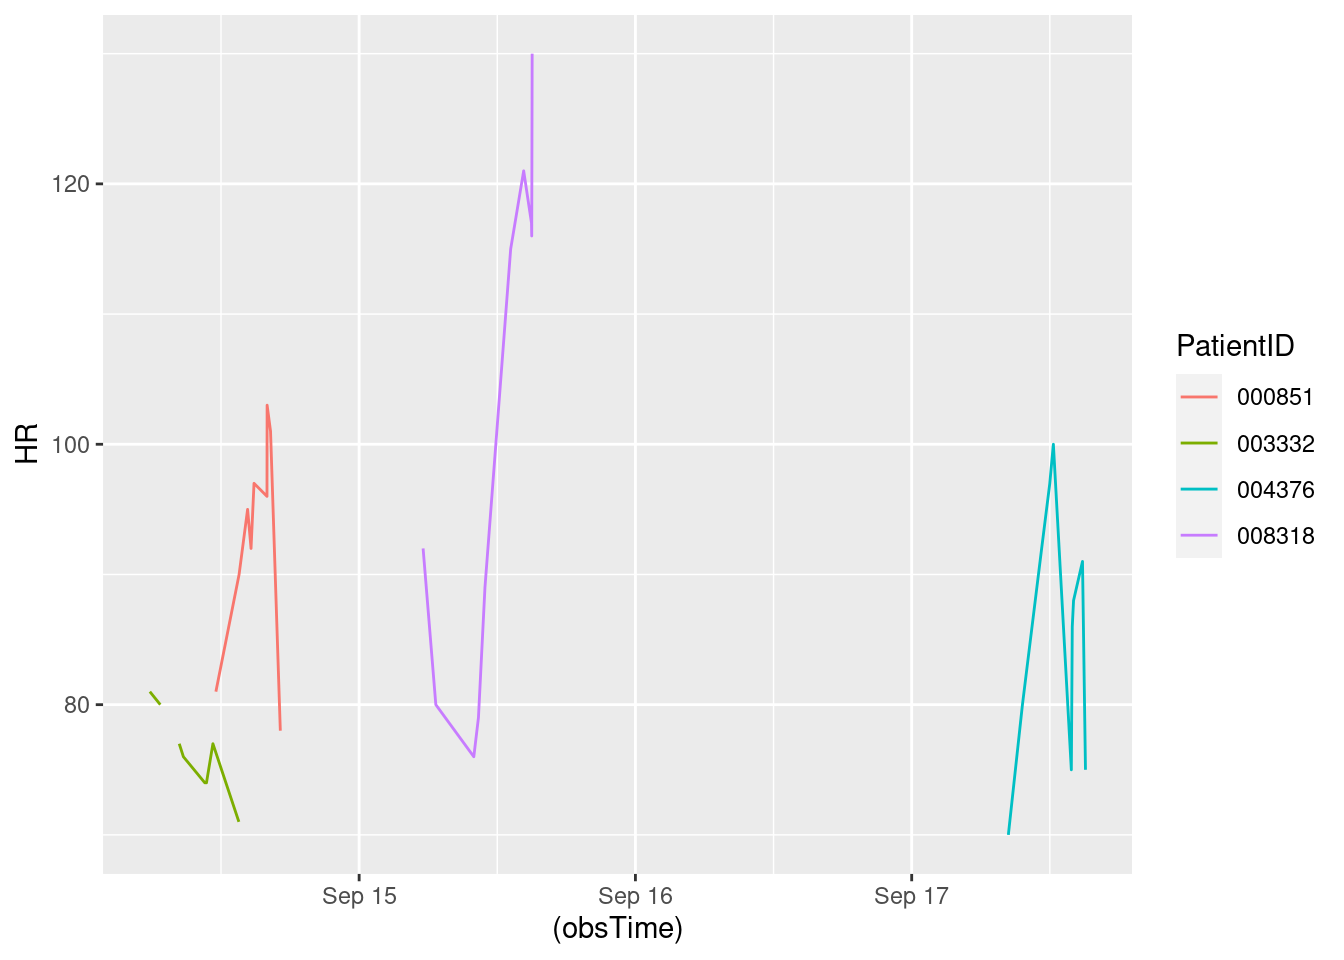 120
100
80
HR
Sep 15
Sep 16
Sep 17
(obsTime)
PatientID
000851
003332
004376
008318